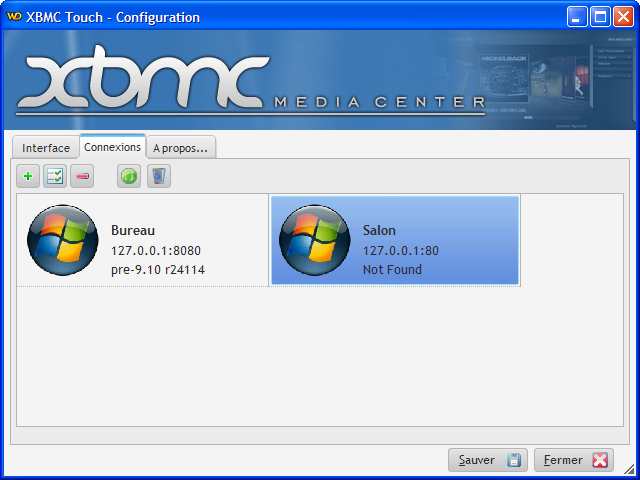 XBMC Touch - Configuration
xbmc MEDIA CENTER
NICKELBACK
Interface Connexions A propos...
Bureau
127.0.0.1:8080
pre-9.10 r24114
Salon
127.0.0.1:80
Not Found
Sauver Fermer